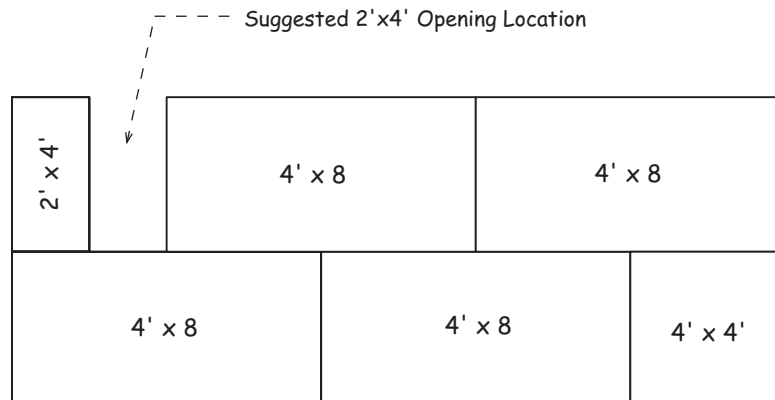 Suggested 2'x4' Opening Location
2' x 4'
4' x 8
4' x 8
4' x 8
4' x 8
4' x 4'